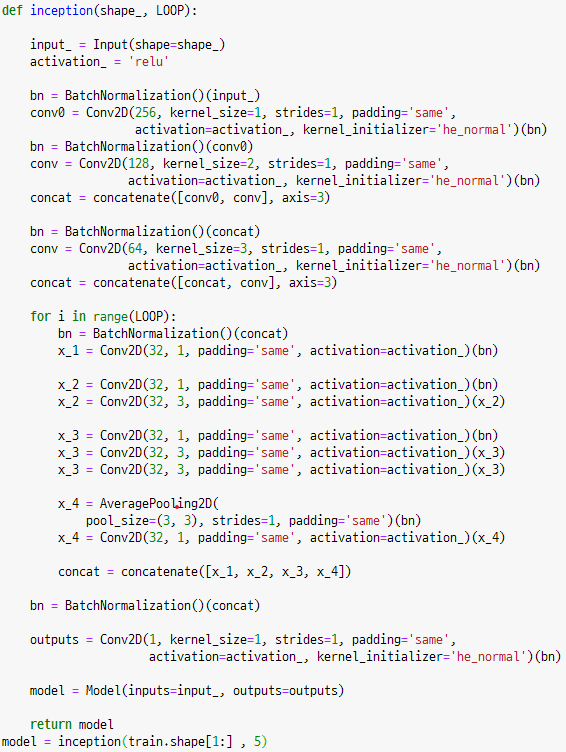 def inception(shape_, LOOP):
    input_ = Input(shape=shape_)
    activation_ = 'relu'
    bn = BatchNormalization()(input_)
    conv0 = Conv2D(256, kernel_size=1, strides=1, padding='same',
                   activation=activation_, kernel_initializer='he_normal')(bn)
    bn = BatchNormalization()(conv0)
    conv = Conv2D(128, kernel_size=2, strides=1, padding='same',
                  activation=activation_, kernel_initializer='he_normal')(bn)
    concat = concatenate([conv0, conv], axis=3)
    bn = BatchNormalization()(concat)
    conv = Conv2D(64, kernel_size=3, strides=1, padding='same',
                  activation=activation_, kernel_initializer='he_normal')(bn)
    concat = concatenate([concat, conv], axis=3)
    for i in range(LOOP):
        bn = BatchNormalization()(concat)
        x_1 = Conv2D(32, 1, padding='same', activation=activation_)(bn)
        x_2 = Conv2D(32, 1, padding='same', activation=activation_)(bn)
        x_2 = Conv2D(32, 3, padding='same', activation=activation_)(x_2)
        x_3 = Conv2D(32, 1, padding='same', activation=activation_)(bn)
        x_3 = Conv2D(32, 3, padding='same', activation=activation_)(x_3)
        x_3 = Conv2D(32, 3, padding='same', activation=activation_)(x_3)
        x_4 = AveragePooling2D(
            pool_size=(3, 3), strides=1, padding='same')(bn)
        x_4 = Conv2D(32, 1, padding='same', activation=activation_)(x_4)
        concat = concatenate([x_1, x_2, x_3, x_4])
    bn = BatchNormalization()(concat)
    outputs = Conv2D(1, kernel_size=1, strides=1, padding='same',
                     activation=activation_, kernel_initializer='he_normal')(bn)
    model = Model(inputs=input_, outputs=outputs)
    return model
model = inception(train.shape[1:] , 5)